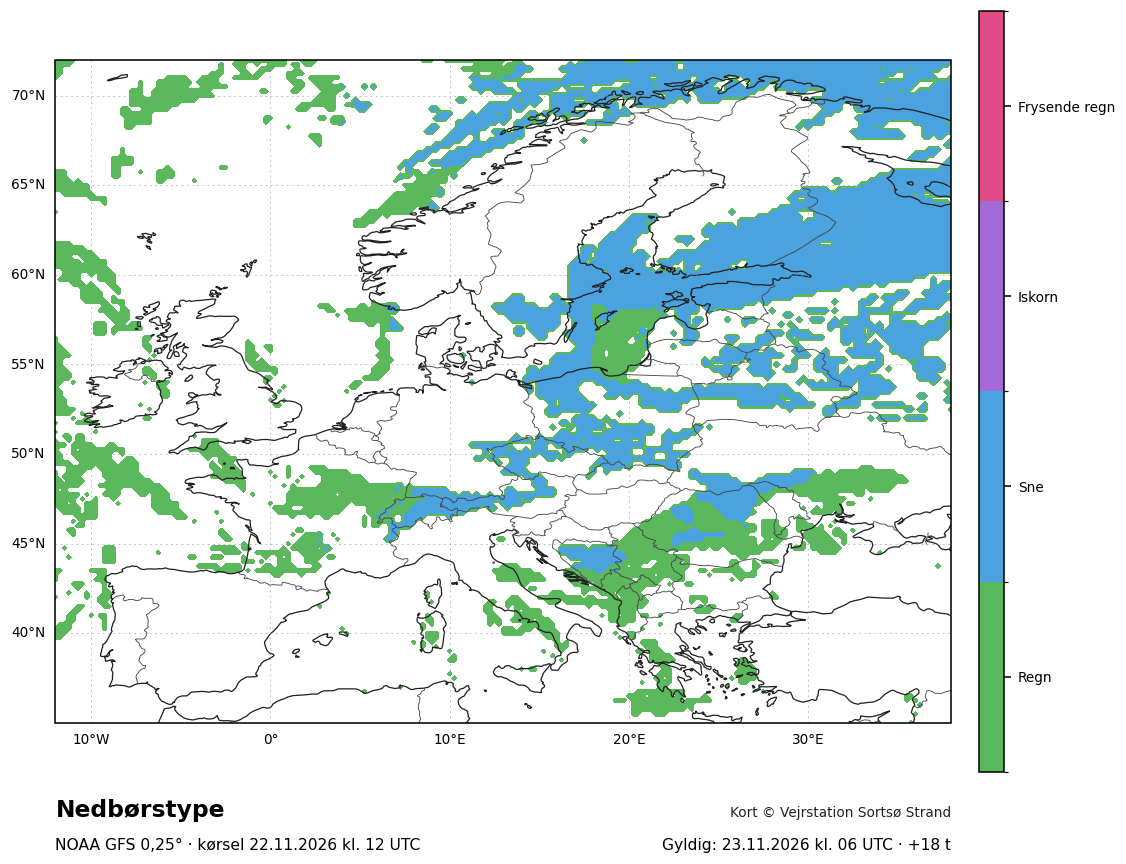 70°N
65°N
60°N
55°N
50°N
45°N
40°N
10°W
0°
10°E
20°E
30°E
Frysende regn
Iskorn
Sne
Regn
Nedbørstype
Kort © Vejrstation Sortsø Strand
NOAA GFS 0,25° · kørsel 22.11.2026 kl. 12 UTC
Gyldig: 23.11.2026 kl. 06 UTC · +18 t